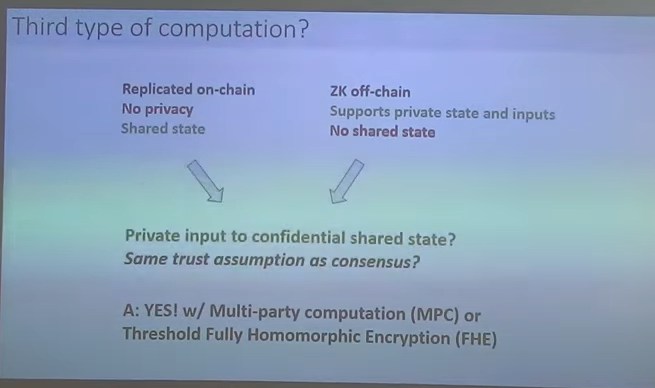 Third type of computation?
Replicated on-chain
No privacy
Shared state
ZK off-chain
Supports private state and inputs
No shared state
Private input to confidential shared state?
Same trust assumption as consensus?
A: YES! w/ Multi-party computation (MPC) or
Threshold Fully Homomorphic Encryption (FHE)